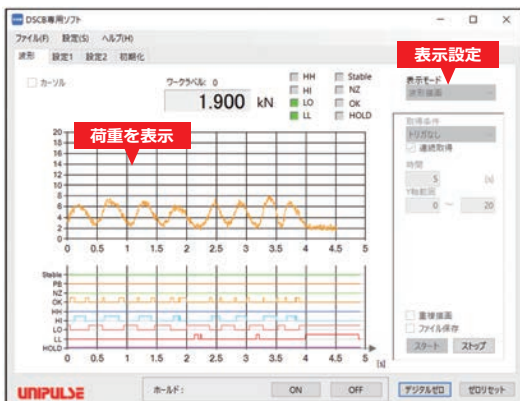 DSCB専用ソフト
ファイル(F) 設定(S) ヘルプ(H)
波形 設定1 設定2 初期化
表示設定
カーソル
ワークラベル: 0
1.900 kN
HH Stable
HI NZ
LO OK
LL HOLD
表示モード
波形描画
荷重を表示
取得条件
トリガなし
連続取得
時間
5 [s]
Y軸範囲
0 ～ 20
20
18
16
14
12
10
8
6
4
2
0
0 0.5 1 1.5 2 2.5 3 3.5 4 4.5 5
Stable
PB
NZ
OK
HH
HI
LO
LL
HOLD
0 0.5 1 1.5 2 2.5 3 3.5 4 4.5 5
[s]
重複描画
ファイル保存
スタート ストップ
UNIPULSE
ホールド: ON OFF デジタルゼロ ゼロリセット